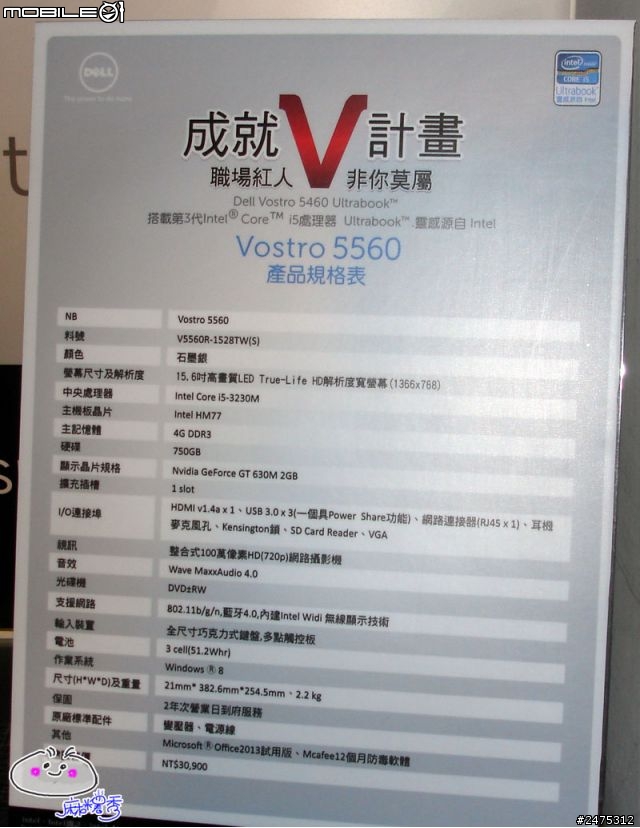 MOBILE01
DELL
The power to do more
intel inside
CORE i5
Ultrabook
靈感源自 Intel
成就V計畫
職場紅人 非你莫屬
Dell Vostro 5460 Ultrabook™
搭載第3代Intel® Core™ i5處理器 Ultrabook™.靈感源自 Intel
Vostro 5560
產品規格表
NB Vostro 5560
料號 V5560R-1528TW(S)
顏色 石墨銀
螢幕尺寸及解析度 15.6吋高畫質LED True-Life HD解析度寬螢幕(1366x768)
中央處理器 Intel Core i5-3230M
主機板晶片 Intel HM77
主記憶體 4G DDR3
硬碟 750GB
顯示晶片規格 Nvidia GeForce GT 630M 2GB
擴充插槽 1 slot
I/O連接埠 HDMI v1.4a x 1、USB 3.0 x 3(一個具Power Share功能)、網路連接器(RJ45 x 1)、耳機
麥克風孔、Kensington鎖、SD Card Reader、VGA
視訊 整合式100萬像素HD(720p)網路攝影機
音效 Wave MaxxAudio 4.0
光碟機 DVD±RW
支援網路 802.11b/g/n,藍牙4.0,內建Intel Widi 無線顯示技術
輸入裝置 全尺寸巧克力式鍵盤,多點觸控板
電池 3 cell(51.2Whr)
作業系統 Windows ® 8
尺寸(H*W*D)及重量 21mm* 382.6mm*254.5mm、2.2 kg
保固 2年次營業日到府服務
原廠標準配件 變壓器、電源線
其他 Microsoft ® Office2013試用版、Mcafee12個月防毒軟體
NT$30,900
麻糬秀
#2475312